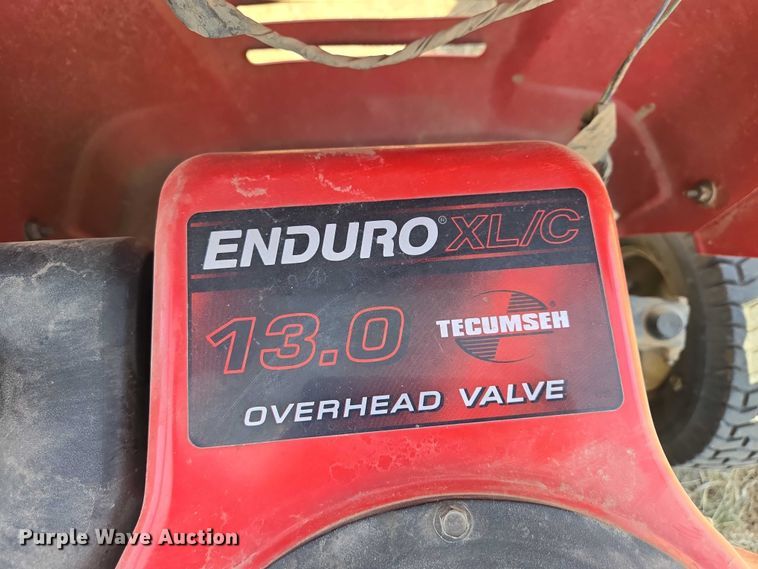 ENDURO® XL/C
13.0 TECUMSEH
OVERHEAD VALVE
Purple Wave Auction®